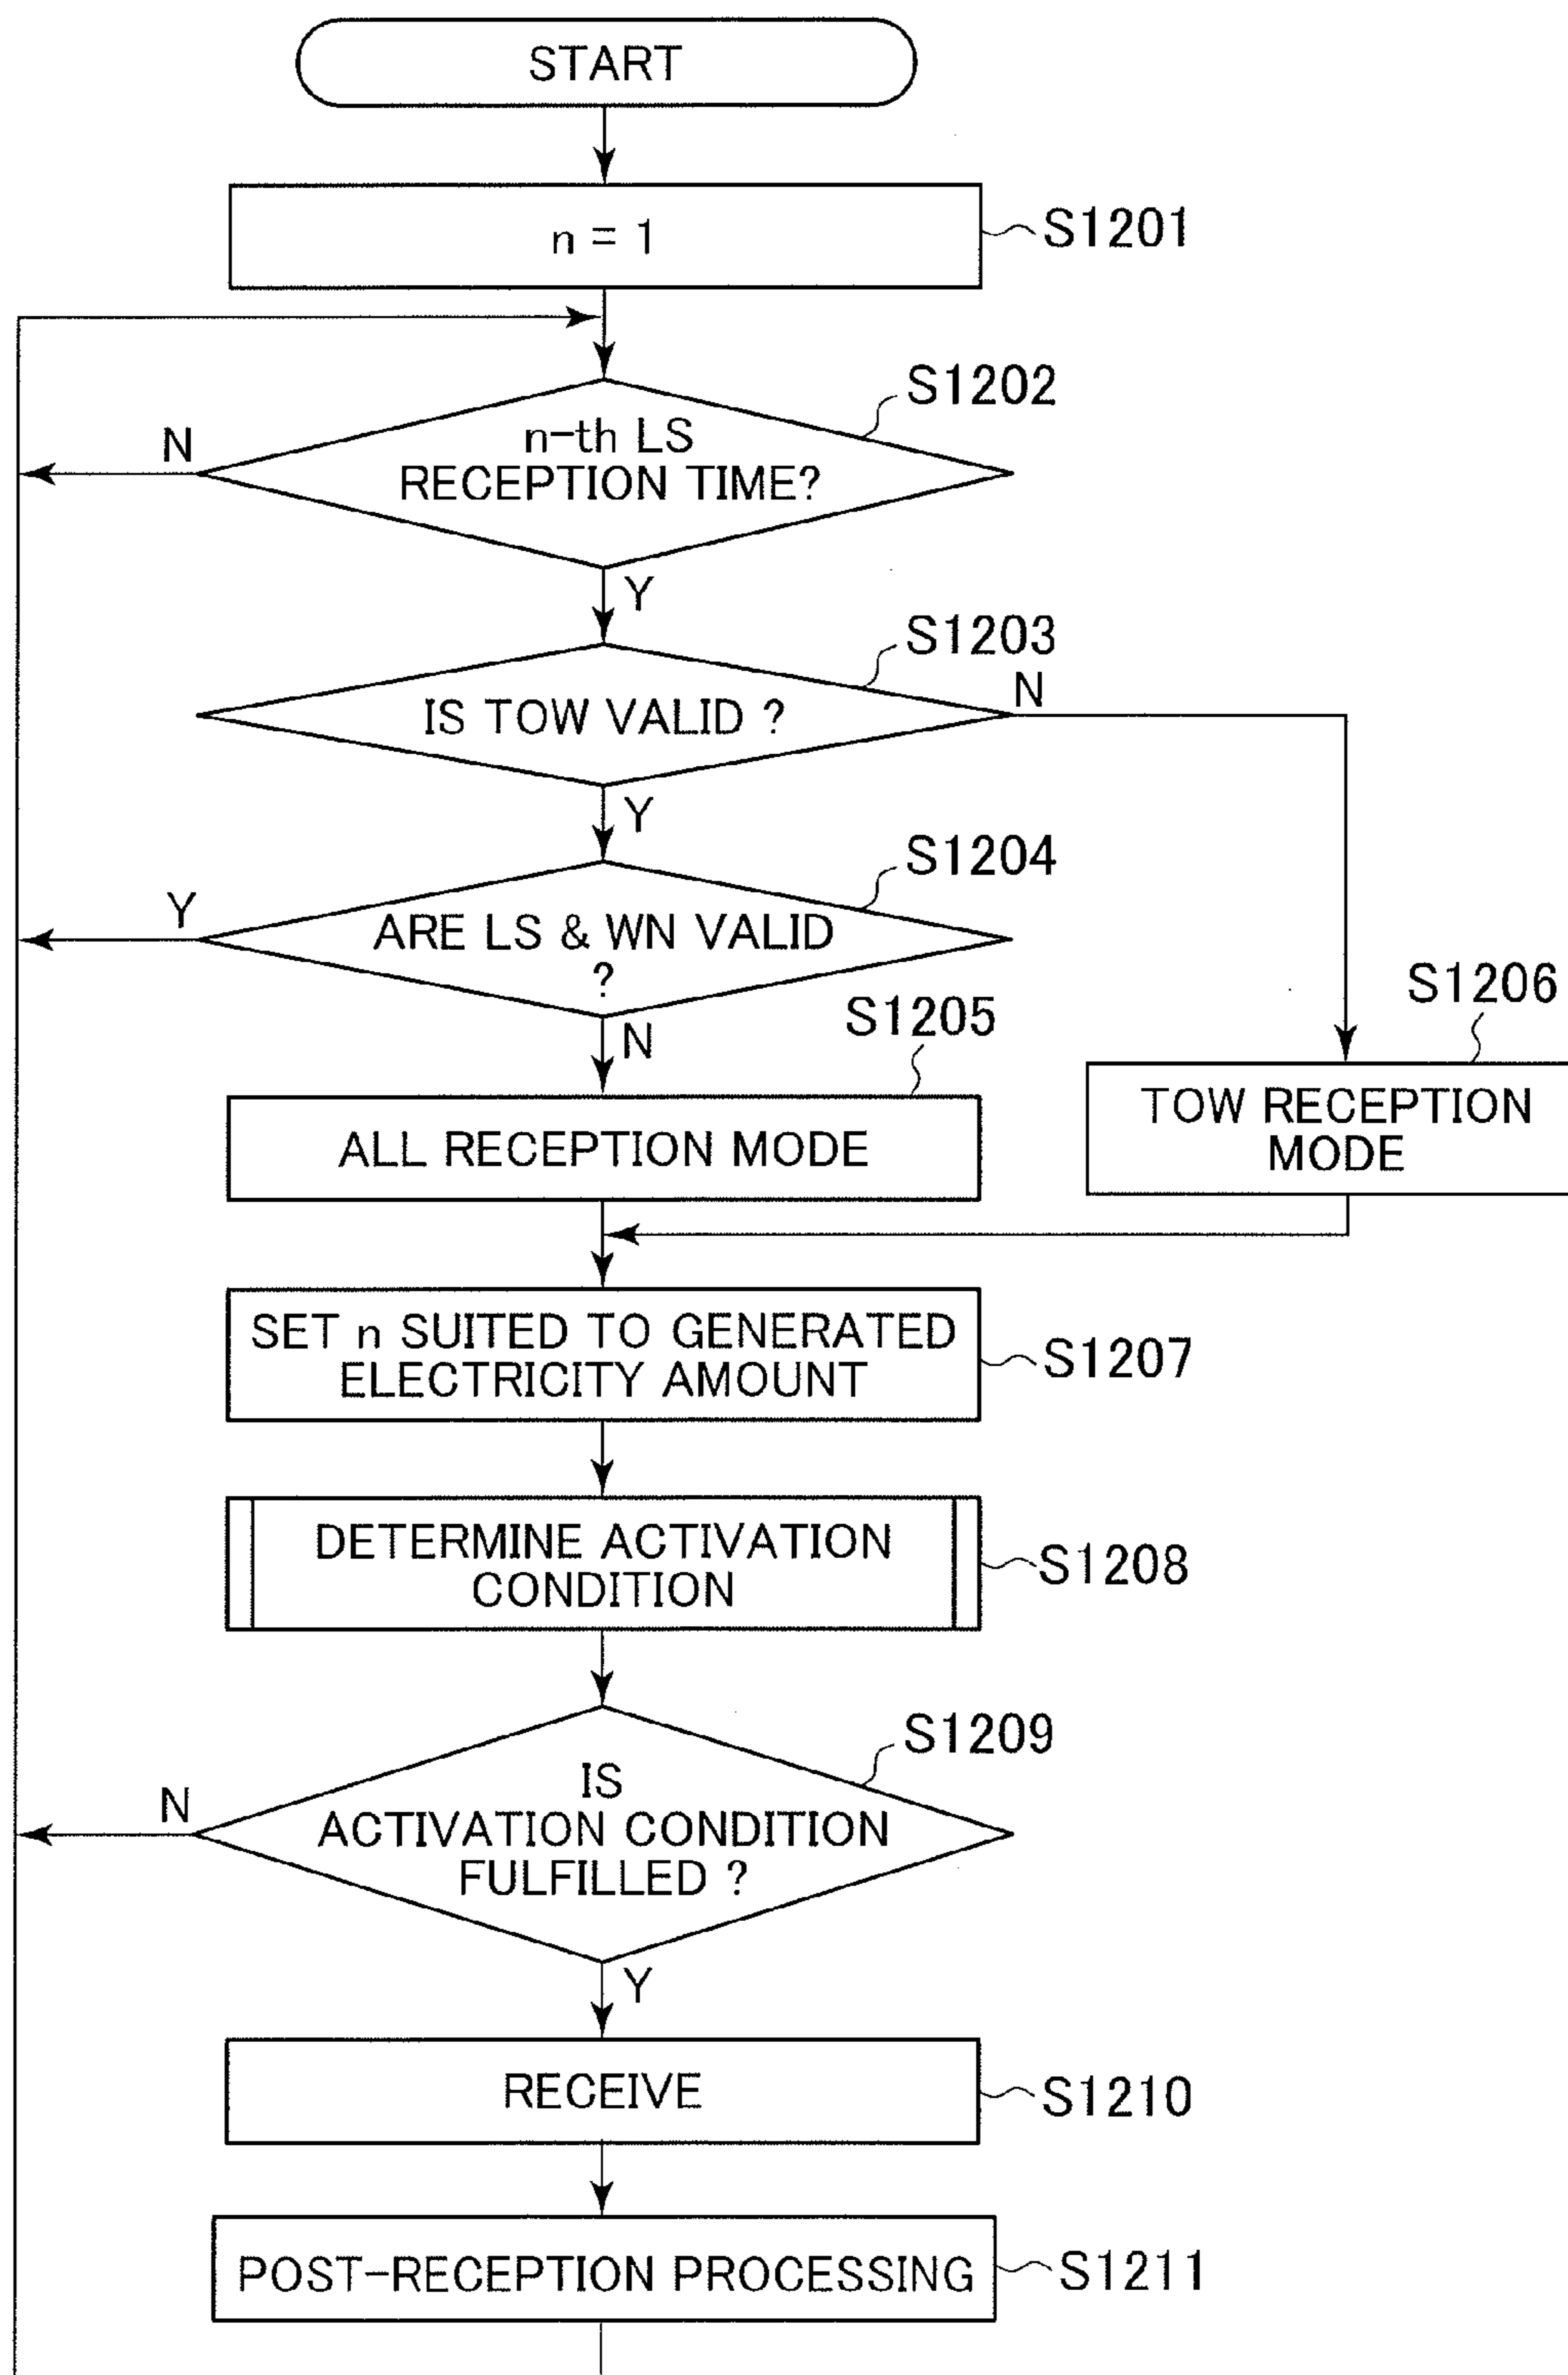 START
n = 1
S1201
S1202
n-th LS
RECEPTION TIME?
N
Y
S1203
IS TOW VALID ?
N
Y
S1204
ARE LS & WN VALID
?
Y
N
S1205
ALL RECEPTION MODE
S1206
TOW RECEPTION
MODE
SET n SUITED TO GENERATED
ELECTRICITY AMOUNT
S1207
DETERMINE ACTIVATION
CONDITION
S1208
S1209
IS
ACTIVATION CONDITION
FULFILLED ?
N
Y
RECEIVE
S1210
POST-RECEPTION PROCESSING
S1211